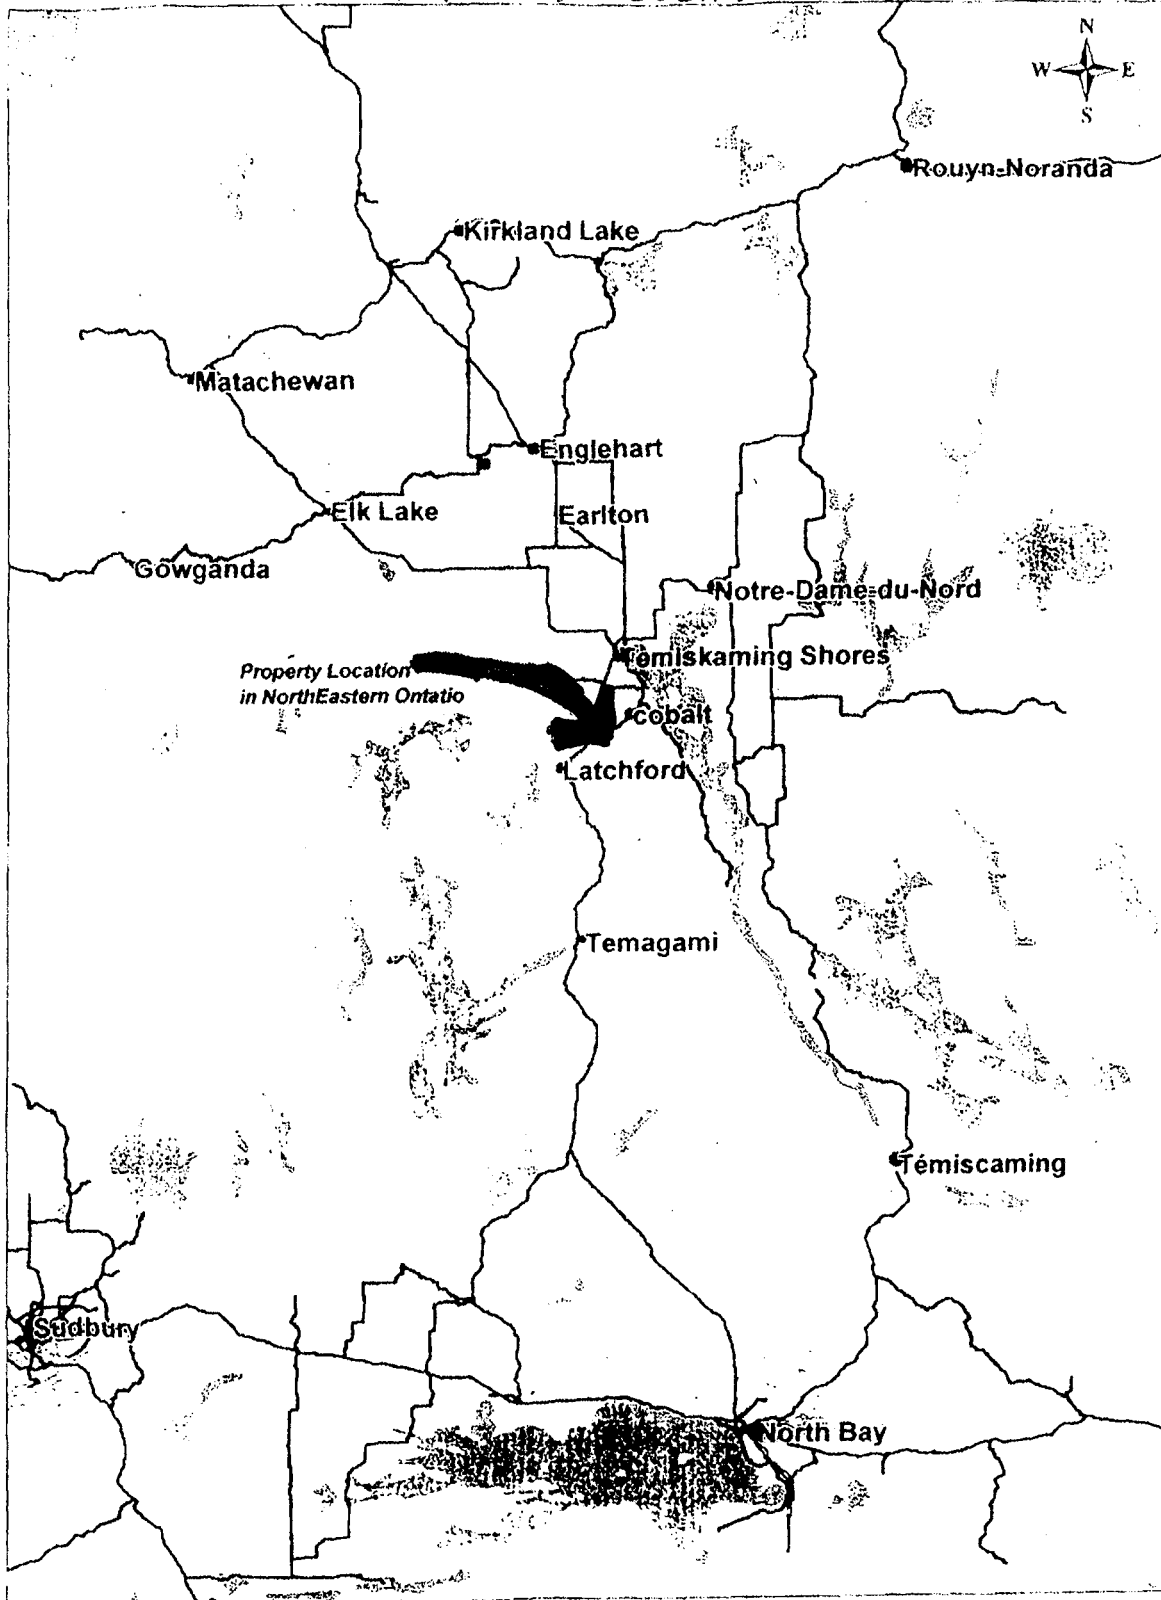 N
W E
S
Rouyn-Noranda
Kirkland Lake
Matachewan
Englehart
Elk Lake
Earlton
Gowganda
Notre-Dame-du-Nord
Temiskaming Shores
Property Location
in NorthEastern Ontatio
cobalt
Latchford
Temagami
Témiscaming
Sudbury
North Bay